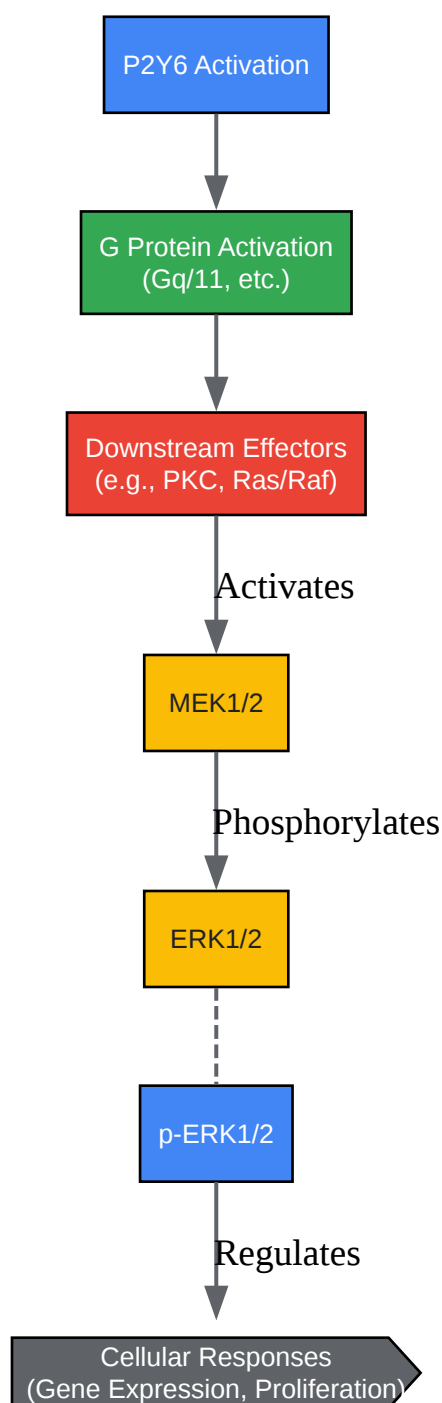 P2Y6 Activation
G Protein Activation
(Gq/11, etc.)
Downstream Effectors
(e.g., PKC, Ras/Raf)
Activates
MEK1/2
Phosphorylates
ERK1/2
p-ERK1/2
Regulates
Cellular Responses
(Gene Expression, Proliferation)